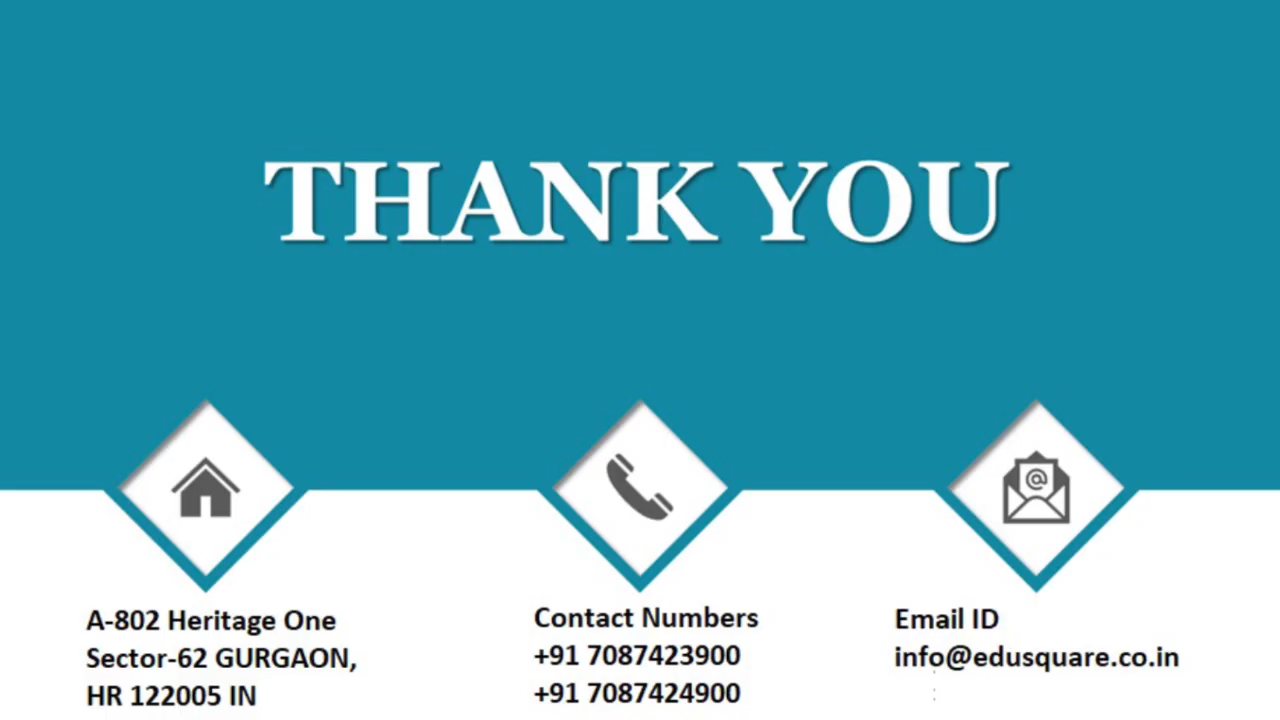 THANK YOU
A-802 Heritage One
Sector-62 GURGAON,
HR 122005 IN
Contact Numbers
+91 7087423900
+91 7087424900
Email ID
info@edusquare.co.in